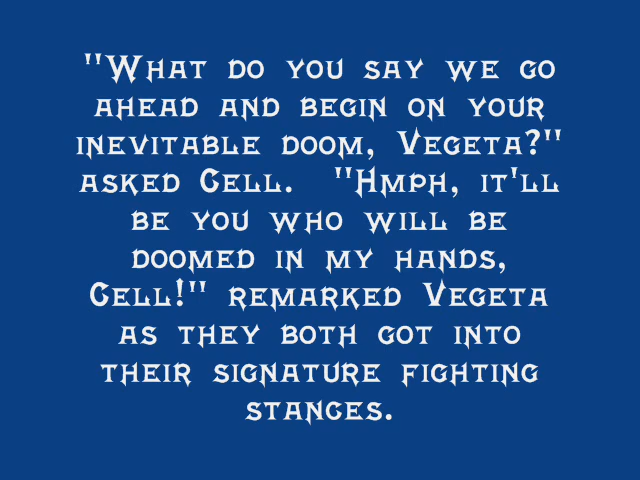 "What do you say we go
ahead and begin on your
inevitable doom, Vegeta?"
asked Cell.  "Hmph, it'll
be you who will be
doomed in my hands,
Cell!" remarked Vegeta
as they both got into
their signature fighting
stances.